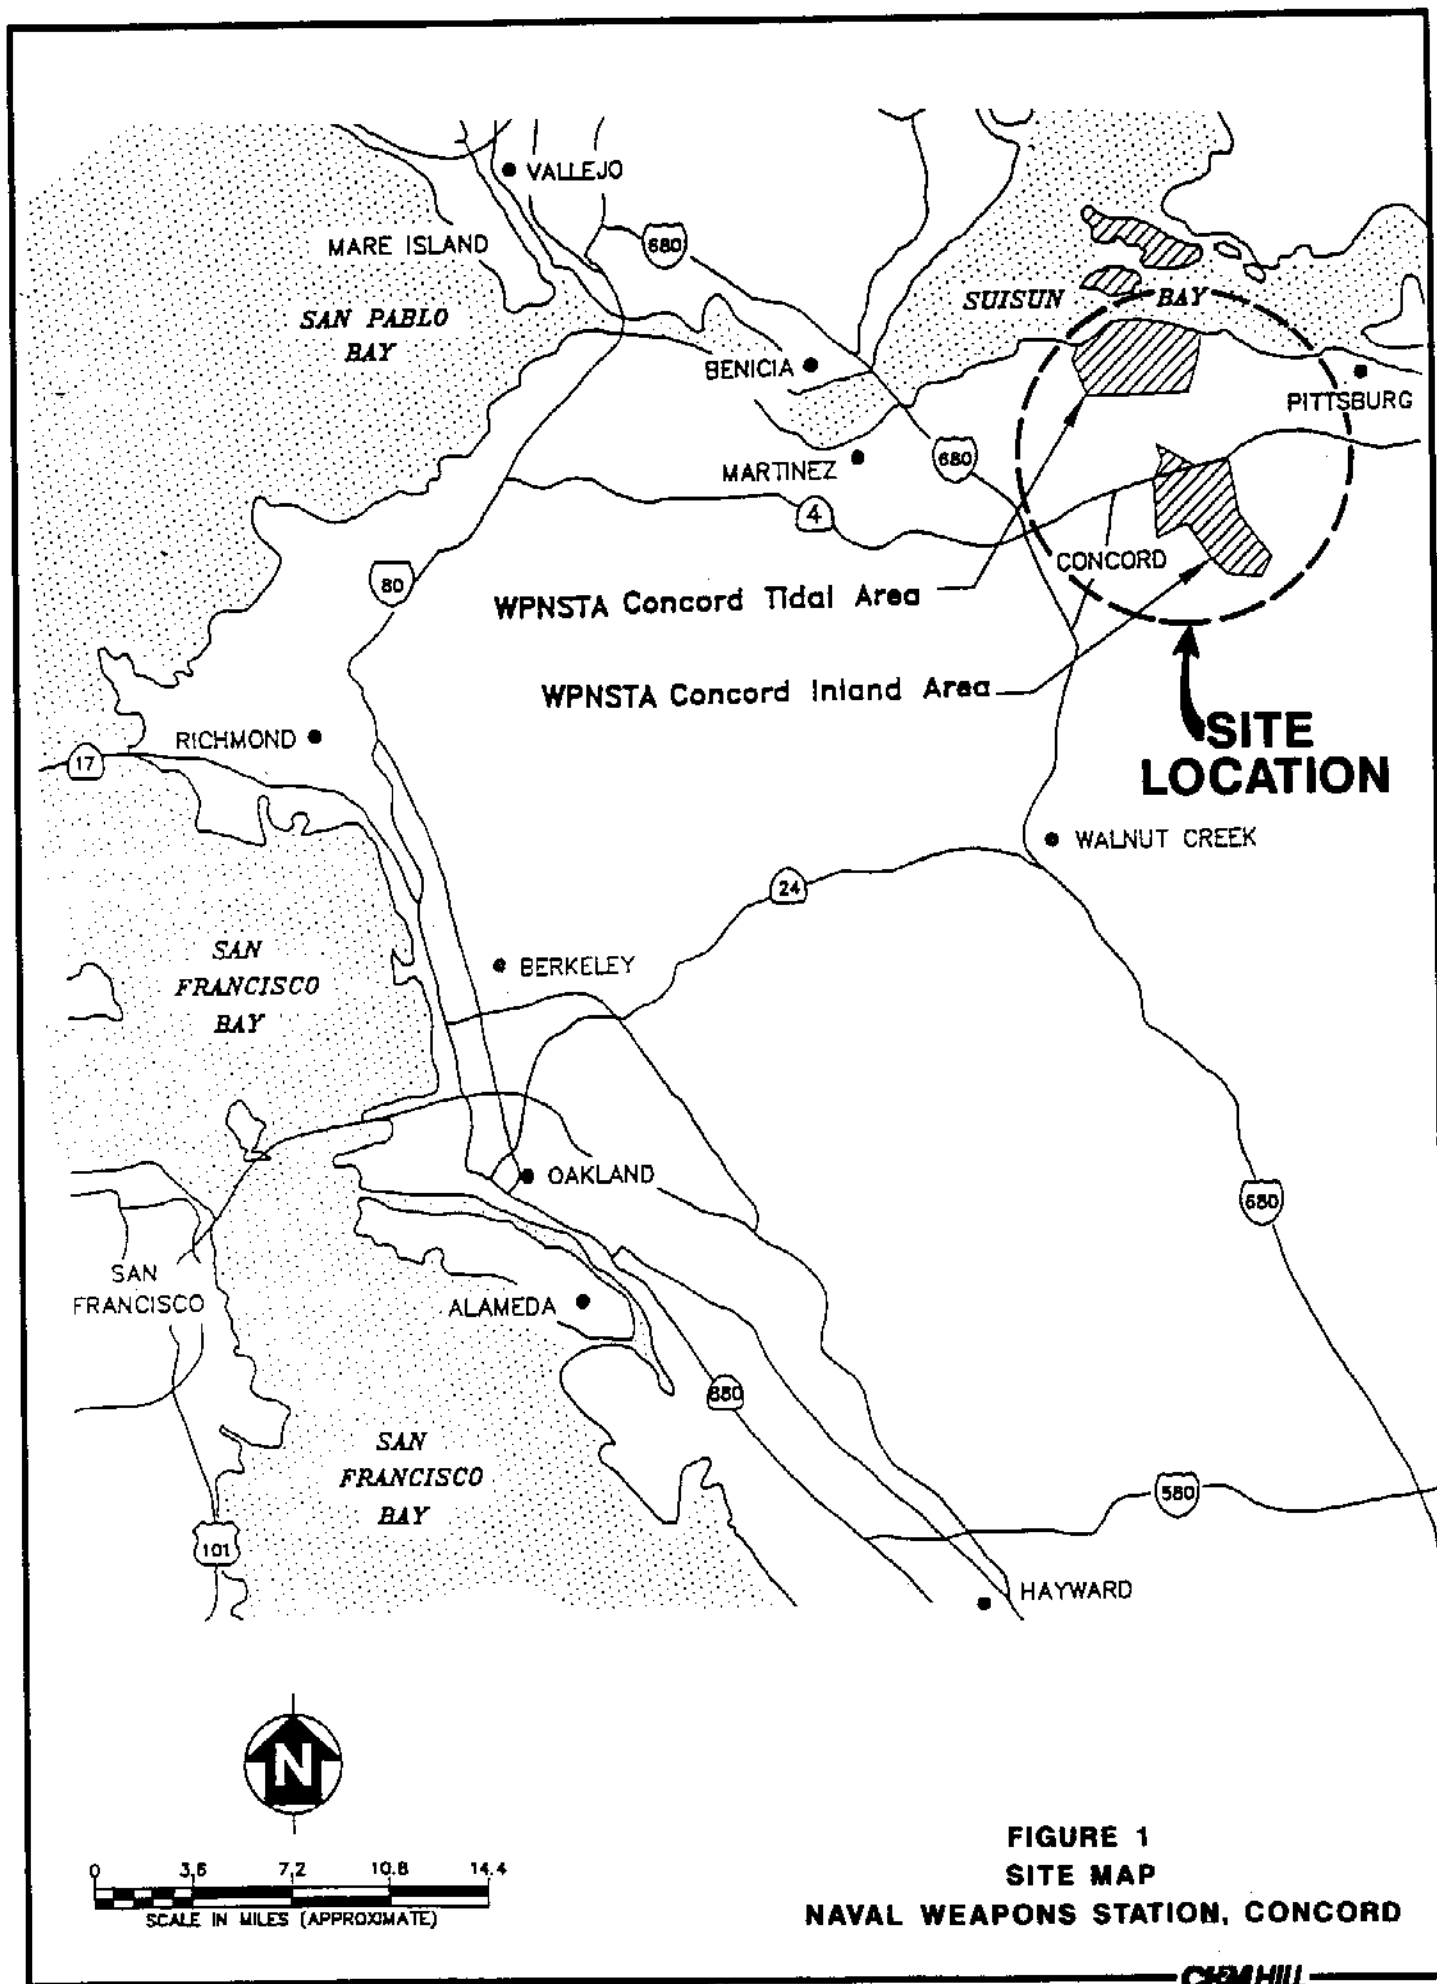 VALLEJO
MARE ISLAND
680
SAN PABLO
BAY
SUISUN BAY
BENICIA
PITTSBURG
MARTINEZ
680
4
CONCORD
80
WPNSTA Concord Tidal Area
WPNSTA Concord Inland Area
SITE
LOCATION
RICHMOND
17
WALNUT CREEK
24
SAN
FRANCISCO
BAY
BERKELEY
OAKLAND
680
SAN
FRANCISCO
ALAMEDA
880
SAN
FRANCISCO
BAY
580
101
HAYWARD
N
0 3.6 7.2 10.8 14.4
SCALE IN MILES (APPROXIMATE)
FIGURE 1
SITE MAP
NAVAL WEAPONS STATION, CONCORD
CH2M HILL